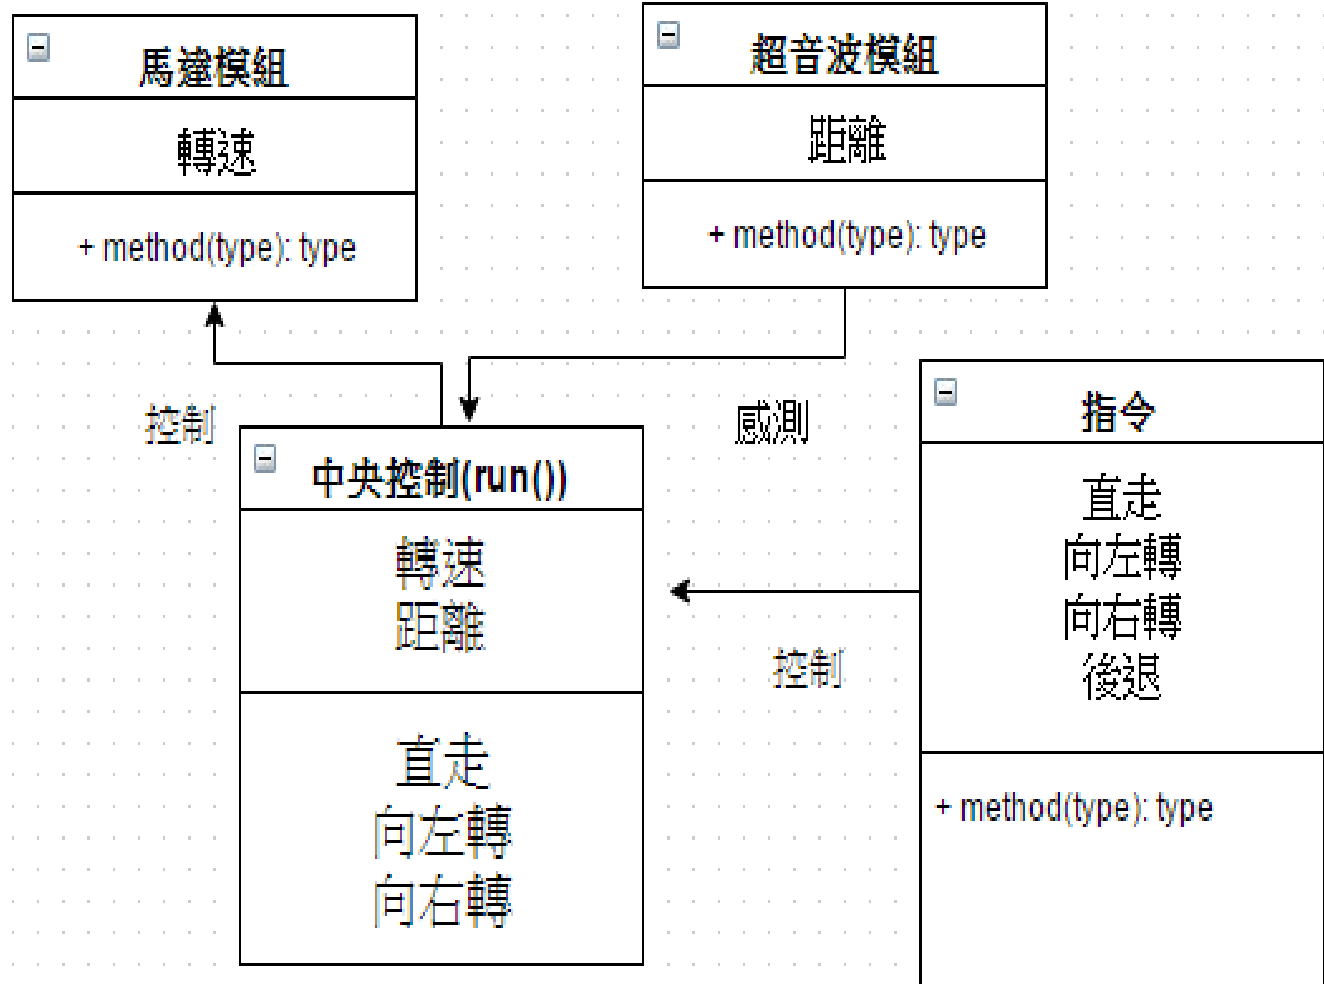 馬達模組
轉速
+ method(type): type
超音波模組
距離
+ method(type): type
控制
感測
中央控制(run())
轉速
距離
直走
向左轉
向右轉
控制
指令
直走
向左轉
向右轉
後退
+ method(type): type